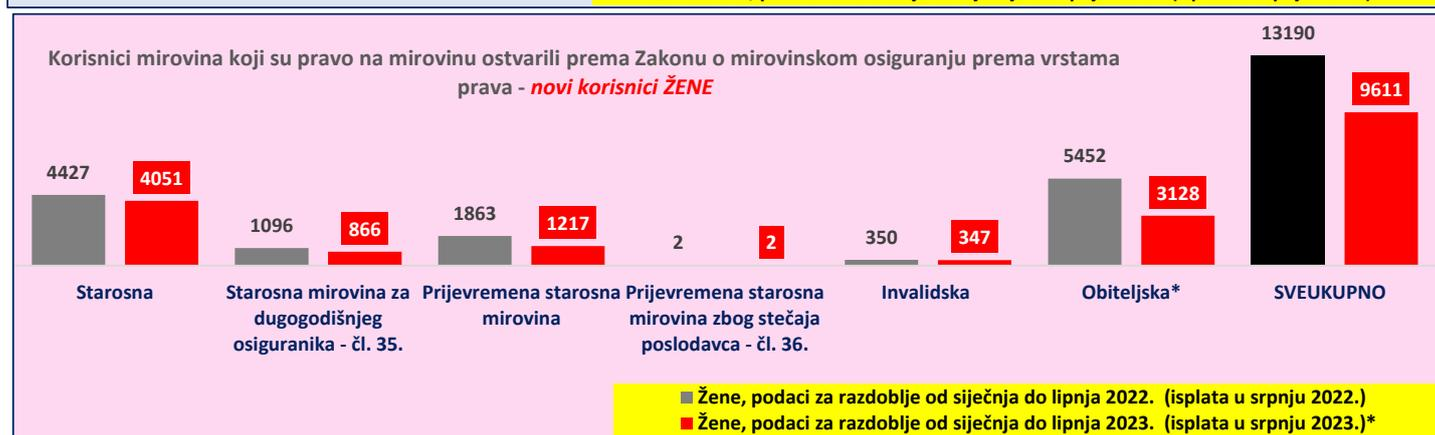 Korisnici mirovina koji su pravo na mirovinu ostvarili prema Zakonu o mirovinskom osiguranju prema vrstama
prava - novi korisnici ŽENE
4427
4051
1096
866
1863
1217
2
2
350
347
5452
3128
13190
9611
Starosna
Starosna mirovina za
dugogodišnjeg
osiguranika - čl. 35.
Prijevremena starosna
mirovina
Prijevremena starosna
mirovina zbog stečaja
poslodavca - čl. 36.
Invalidska
Obiteljska*
SVEUKUPNO
Žene, podaci za razdoblje od siječnja do lipnja 2022. (isplata u srpnju 2022.)
Žene, podaci za razdoblje od siječnja do lipnja 2023. (isplata u srpnju 2023.)*